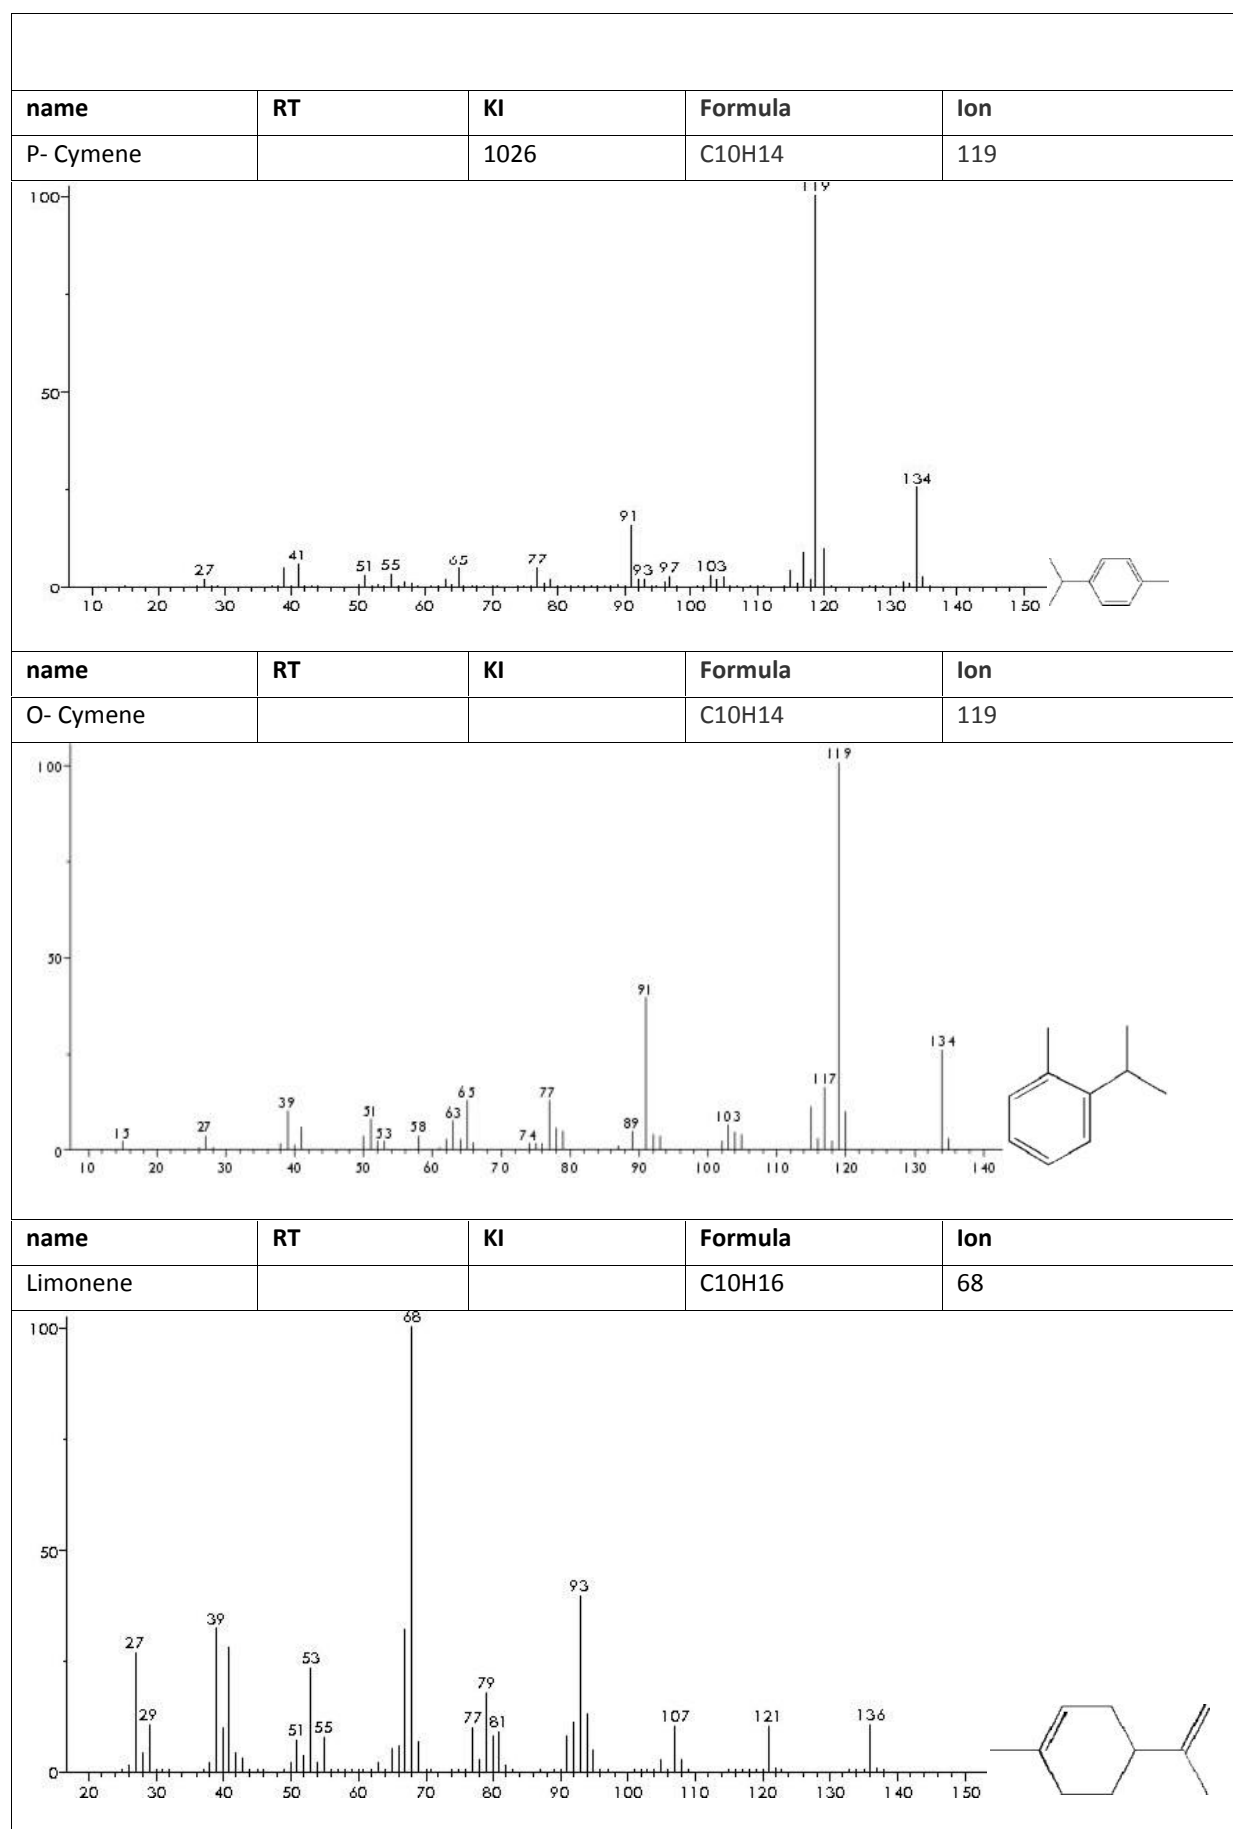 name RT KI Formula Ion
P- Cymene 1026 C10H14 119
119
100
50
134
91
41
27
51 55 65 77 93 97 103
0
10 20 30 40 50 60 70 80 90 100 110 120 130 140 150
name RT KI Formula Ion
O- Cymene C10H14 119
119
100
50
91
134
39 51 65 77 117
15 27 53 58 63 74 89 103
0
10 20 30 40 50 60 70 80 90 100 110 120 130 140
name RT KI Formula Ion
Limonene C10H16 68
68
100
50
93
39
27 53
79
29 51 55 77 81 107 121 136
0
20 30 40 50 60 70 80 90 100 110 120 130 140 150